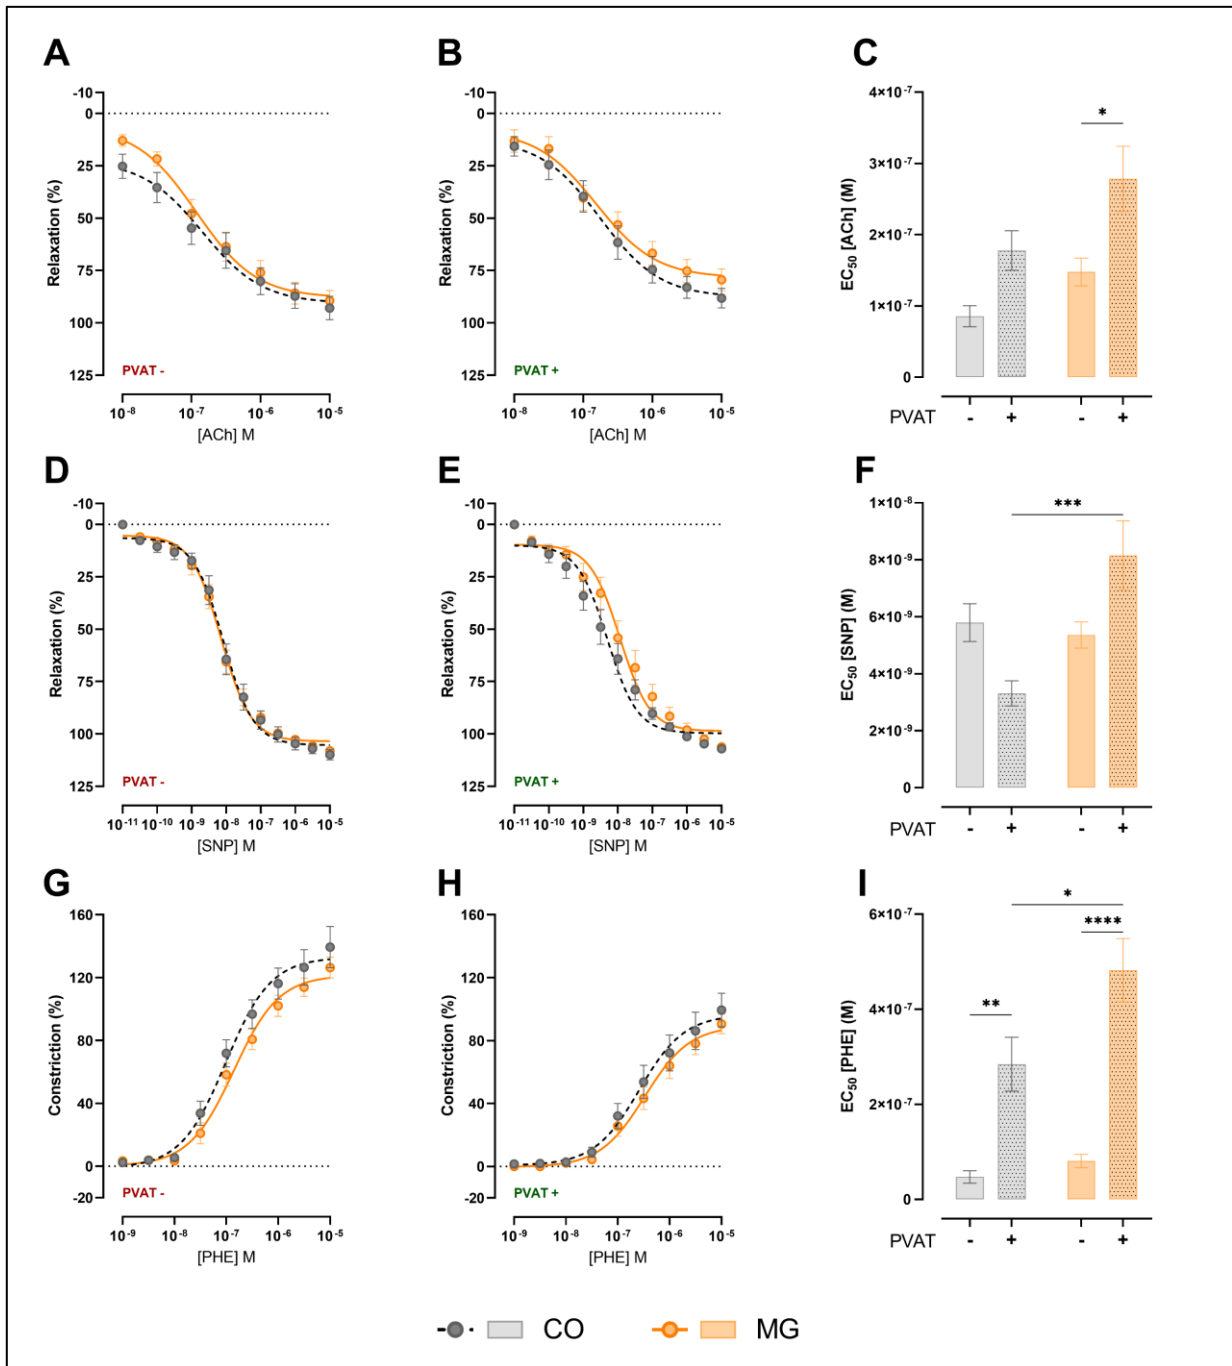 A
B
C
-10
0
25
50
75
100
125
Relaxation (%)
PVAT -
10⁻⁸ 10⁻⁷ 10⁻⁶ 10⁻⁵
[ACh] M
-10
0
25
50
75
100
125
Relaxation (%)
PVAT +
10⁻⁸ 10⁻⁷ 10⁻⁶ 10⁻⁵
[ACh] M
4×10⁻⁷
3×10⁻⁷
2×10⁻⁷
1×10⁻⁷
0
EC₅₀ [ACh] (M)
*
PVAT - + - +
D
E
F
-10
0
25
50
75
100
125
Relaxation (%)
PVAT -
10⁻¹¹ 10⁻¹⁰ 10⁻⁹ 10⁻⁸ 10⁻⁷ 10⁻⁶ 10⁻⁵
[SNP] M
-10
0
25
50
75
100
125
Relaxation (%)
PVAT +
10⁻¹¹ 10⁻¹⁰ 10⁻⁹ 10⁻⁸ 10⁻⁷ 10⁻⁶ 10⁻⁵
[SNP] M
1×10⁻⁸
8×10⁻⁹
6×10⁻⁹
4×10⁻⁹
2×10⁻⁹
0
EC₅₀ [SNP] (M)
***
PVAT - + - +
G
H
I
160
120
80
40
0
-20
Constriction (%)
PVAT -
10⁻⁹ 10⁻⁸ 10⁻⁷ 10⁻⁶ 10⁻⁵
[PHE] M
160
120
80
40
0
-20
Constriction (%)
PVAT +
10⁻⁹ 10⁻⁸ 10⁻⁷ 10⁻⁶ 10⁻⁵
[PHE] M
6×10⁻⁷
4×10⁻⁷
2×10⁻⁷
0
EC₅₀ [PHE] (M)
*
****
**
PVAT - + - +
CO MG